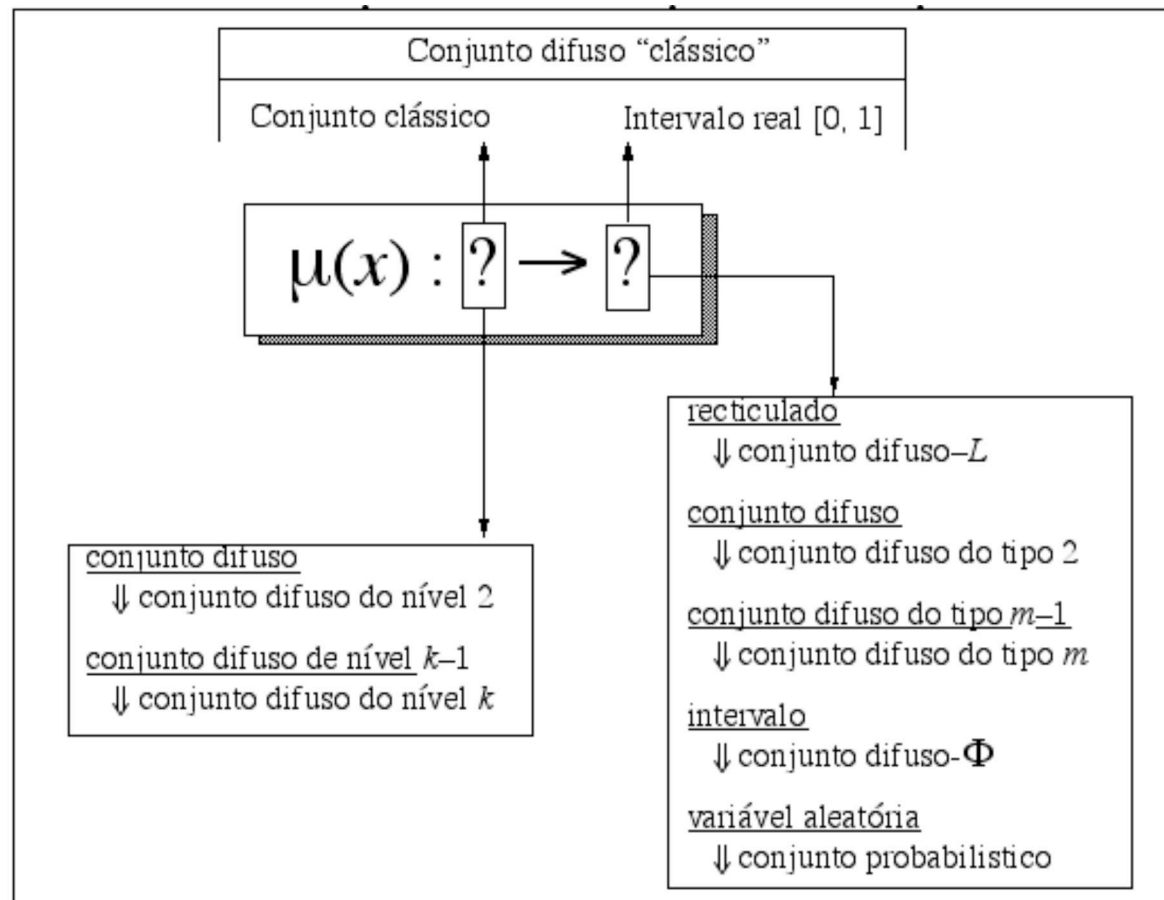 Conjunto difuso “clássico”
Conjunto clássico
Intervalo real [0, 1]
μ(x) : ? → ?
recticulado
⇓ conjunto difuso–L
conjunto difuso
⇓ conjunto difuso do tipo 2
conjunto difuso do tipo m–1
⇓ conjunto difuso do tipo m
intervalo
⇓ conjunto difuso-Φ
variável aleatória
⇓ conjunto probabilistico
conjunto difuso
⇓ conjunto difuso do nível 2
conjunto difuso de nível k–1
⇓ conjunto difuso do nível k